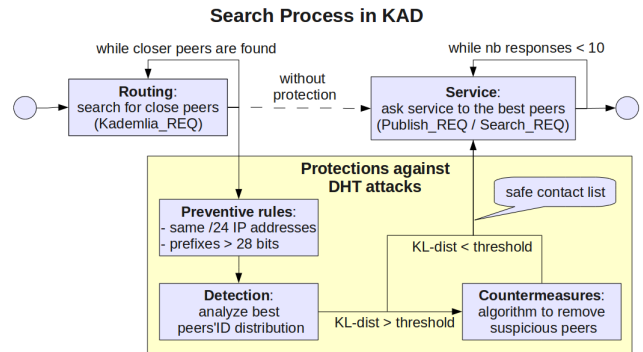 Search Process in KAD
while closer peers are found
while nb responses < 10
Routing:
search for close peers
(Kademlia_REQ)
without
protection
Service:
ask service to the best peers
(Publish_REQ / Search_REQ)
Protections against
DHT attacks
safe contact list
Preventive rules:
- same /24 IP addresses
- prefixes > 28 bits
KL-dist < threshold
Detection:
analyze best
peers'ID distribution
KL-dist > threshold
Countermeasures:
algorithm to remove
suspicious peers